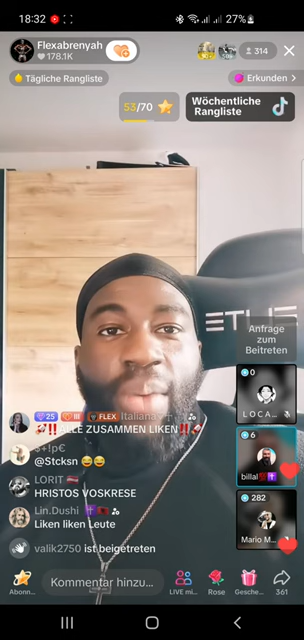 18:32
27%
Flexabrenyah
178.1K
314
Tägliche Rangliste
Erkunden >
53/70
Wöchentliche
Rangliste
ETUS
Anfrage
zum
Beitreten
0
L O C A...
6
billal
282
Mario M...
25 III FLEX Italiana
ALLE ZUSAMMEN LIKEN
$+!p€
@Stcksn
LORIT
HRISTOS VOSKRESE
Lin.Dushi
Liken liken Leute
valik2750 ist beigetreten
Abonn...
Kommentar hinzu...
LIVE mi...
Rose
Gesche...
361